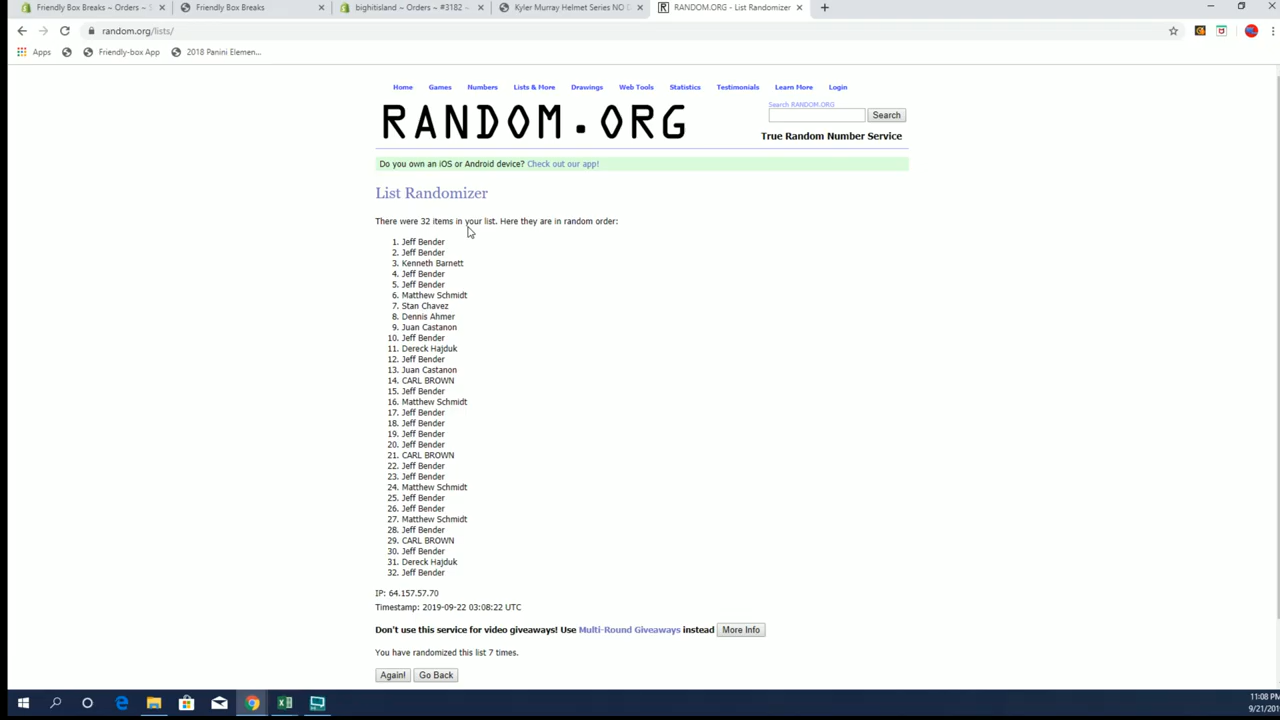 Friendly Box Breaks ~ Orders ~ S
Friendly Box Breaks
bighitisland ~ Orders ~ #3182 ~
Kyler Murray Helmet Series NO D
RANDOM.ORG - List Randomizer
random.org/lists/
Apps
Friendly-box App
2018 Panini Elemen...
Home Games Numbers Lists & More Drawings Web Tools Statistics Testimonials Learn More Login
RANDOM.ORG
Search RANDOM.ORG
Search
True Random Number Service
Do you own an iOS or Android device? Check out our app!
List Randomizer
There were 32 items in your list. Here they are in random order:
1. Jeff Bender
2. Jeff Bender
3. Kenneth Barnett
4. Jeff Bender
5. Jeff Bender
6. Matthew Schmidt
7. Stan Chavez
8. Dennis Ahmer
9. Juan Castanon
10. Jeff Bender
11. Dereck Hajduk
12. Jeff Bender
13. Juan Castanon
14. CARL BROWN
15. Jeff Bender
16. Matthew Schmidt
17. Jeff Bender
18. Jeff Bender
19. Jeff Bender
20. Jeff Bender
21. CARL BROWN
22. Jeff Bender
23. Jeff Bender
24. Matthew Schmidt
25. Jeff Bender
26. Jeff Bender
27. Matthew Schmidt
28. Jeff Bender
29. CARL BROWN
30. Jeff Bender
31. Dereck Hajduk
32. Jeff Bender
IP: 64.157.57.70
Timestamp: 2019-09-22 03:08:22 UTC
Don't use this service for video giveaways! Use Multi-Round Giveaways instead More Info
You have randomized this list 7 times.
Again! Go Back
11:08 PM
9/21/201